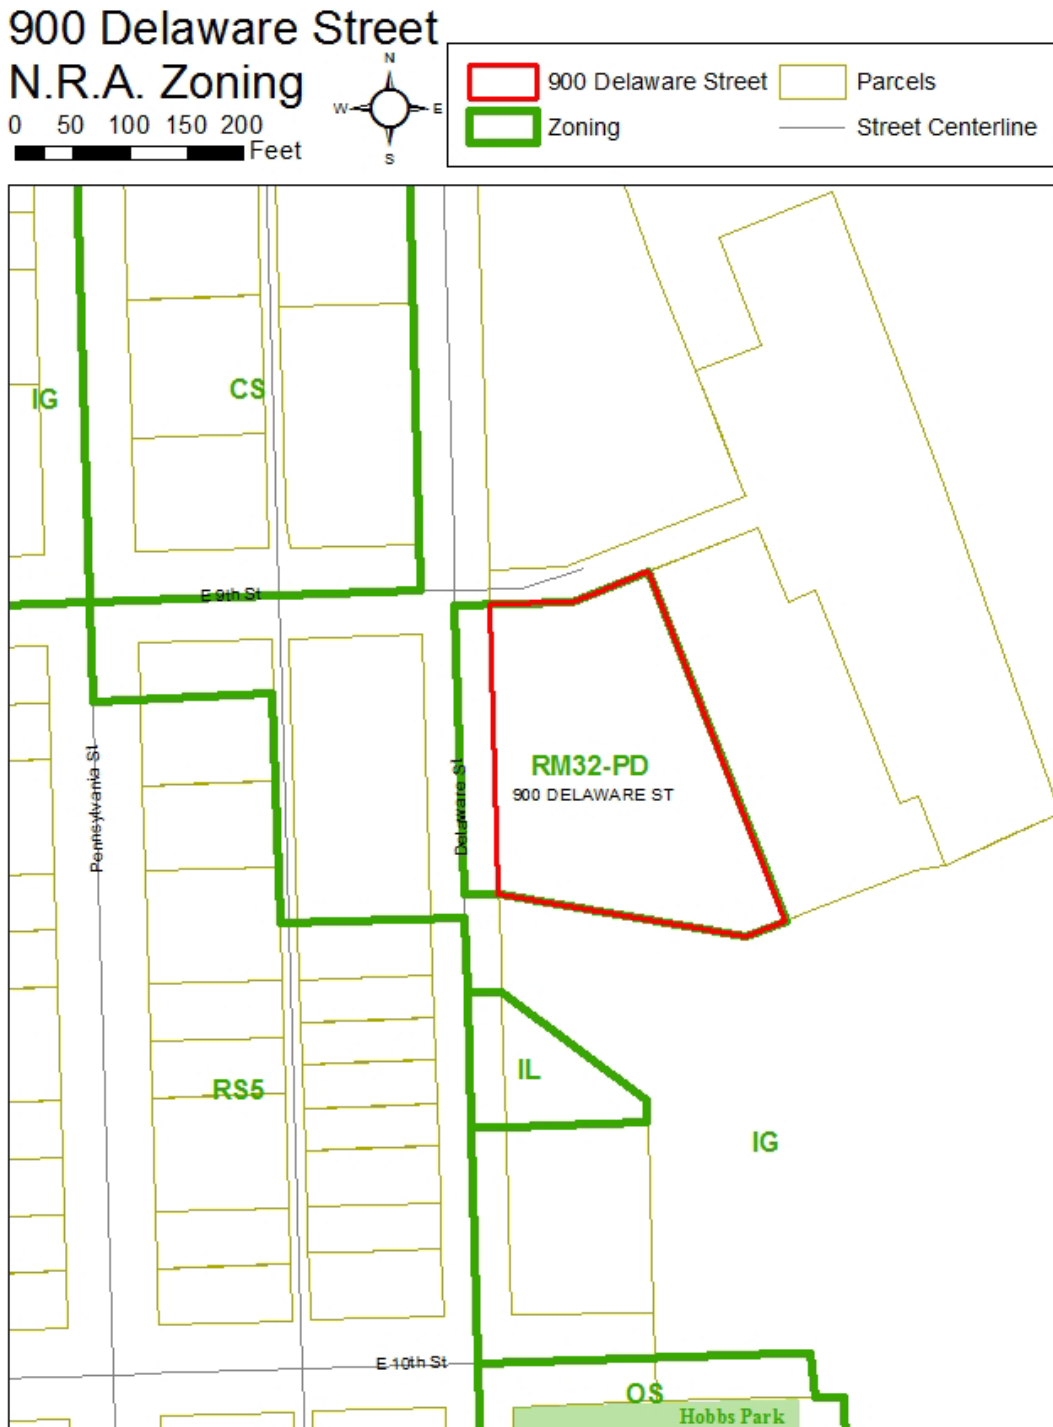 900 Delaware Street
N.R.A. Zoning
0 50 100 150 200
Feet
N
W E
S
900 Delaware Street
Parcels
Zoning
Street Centerline
IG
CS
E 9th St
Pennsylvania St
Delaware St
RM32-PD
900 DELAWARE ST
IL
RS5
IG
E 10th St
OS
Hobbs Park